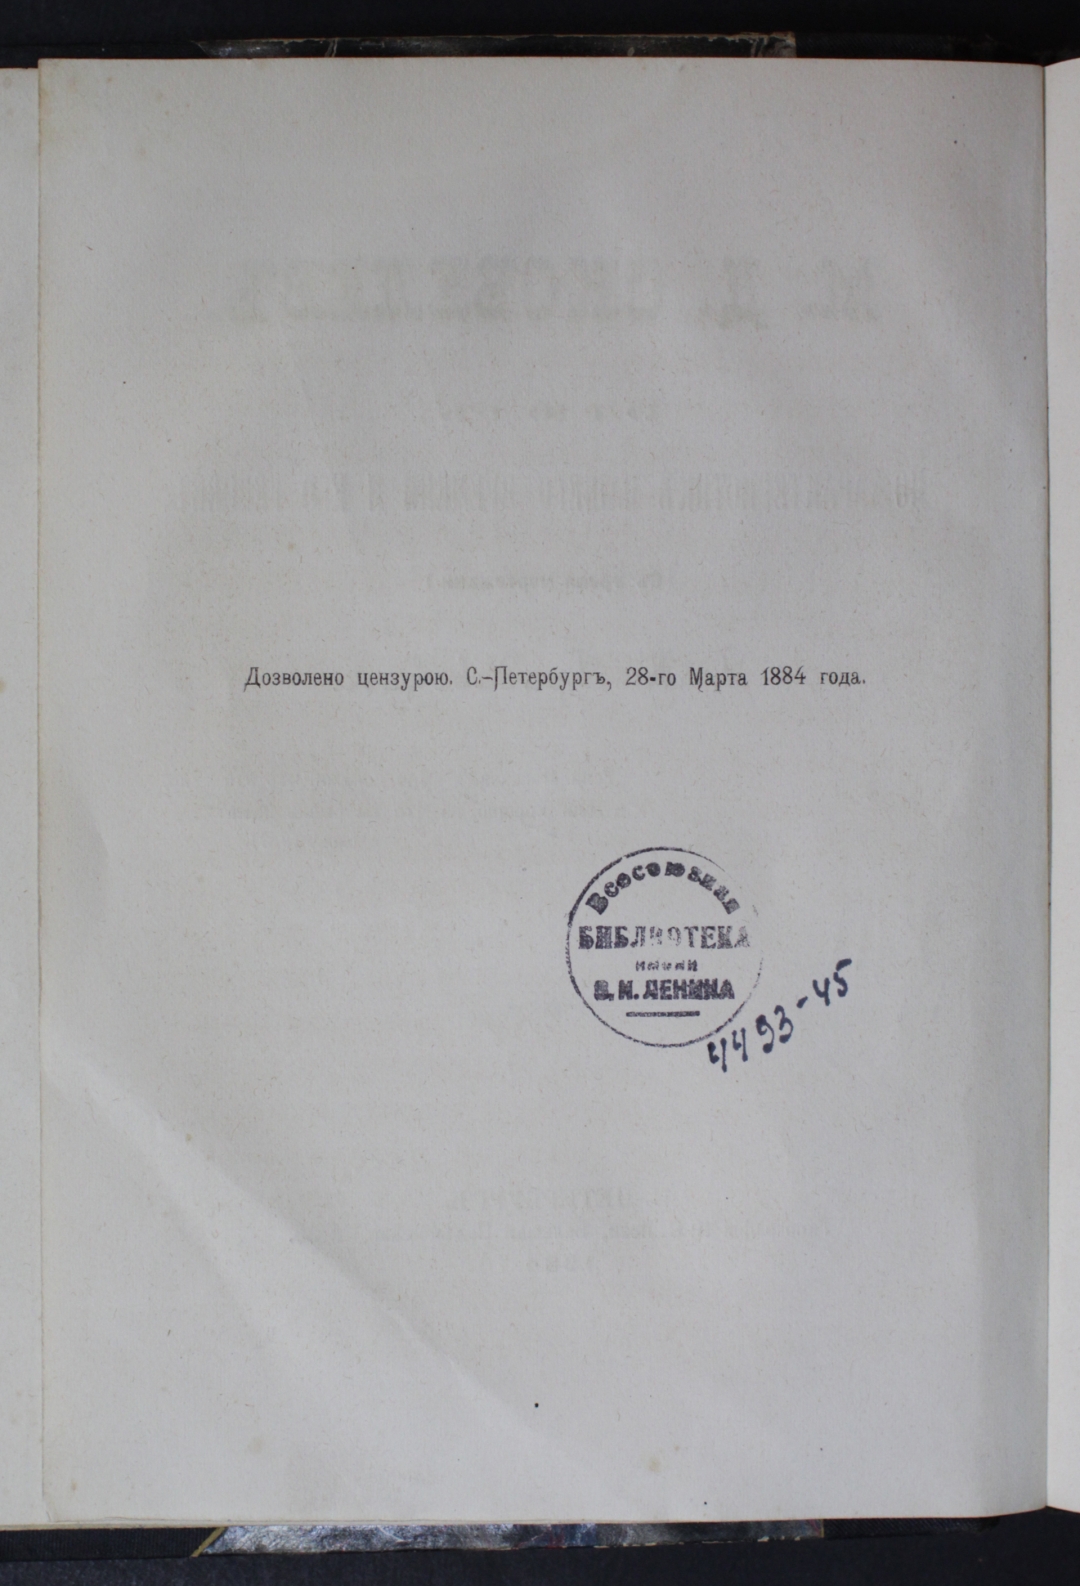 Дозволено цензурою. С.-Петербургъ, 28-го Марта 1884 года.
Всесоюзная
БИБЛИОТЕКА
имени
В. И. ЛЕНИНА
4493-45